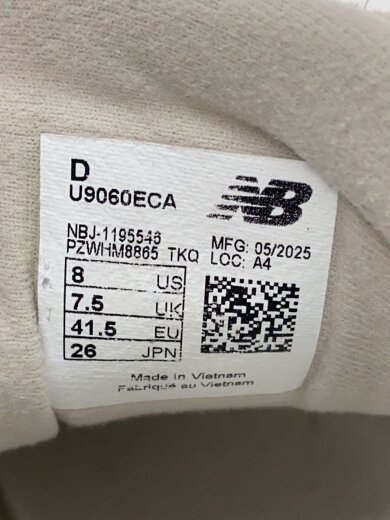 D
U9060ECA
NB
NBJ-1195546
PZWHM8865 TKQ
MFG: 05/2025
LOC: A4
8 US
7.5 UK
41.5 EU
26 JPN
Made in Vietnam
Fabriqué au Vietnam